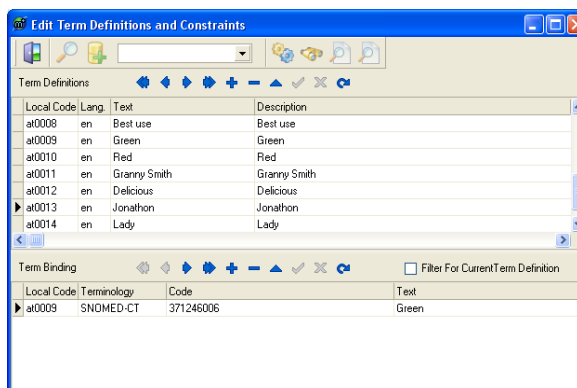 Edit Term Definitions and Constraints
Term Definitions
Local Code Lang. Text Description
at0008 en Best use Best use
at0009 en Green Green
at0010 en Red Red
at0011 en Granny Smith Granny Smith
at0012 en Delicious Delicious
at0013 en Jonathon Jonathon
at0014 en Lady Lady
Term Binding Filter For CurrentTerm Definition
Local Code Terminology Code Text
at0009 SNOMED-CT 371246006 Green